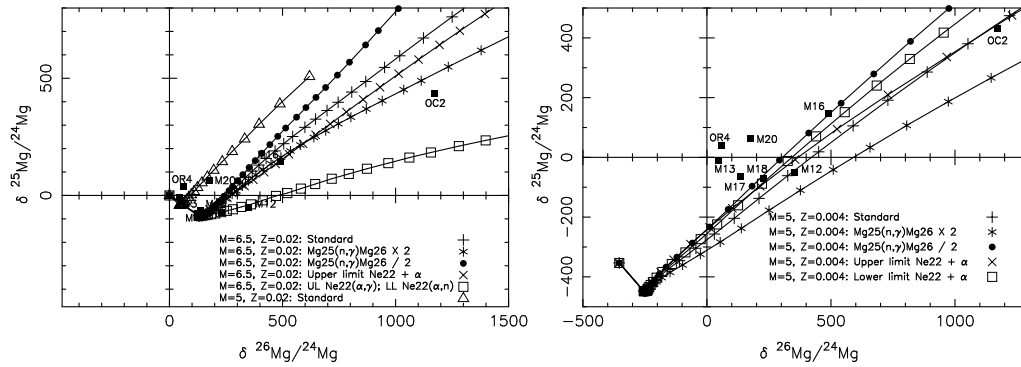 δ 25Mg/24Mg
500
0
0
500
1000
1500
δ 26Mg/24Mg
OR4
M20
M16
M12
OC2
M=6.5, Z=0.02: Standard
M=6.5, Z=0.02: Mg25(n,γ)Mg26 X 2
M=6.5, Z=0.02: Mg25(n,γ)Mg26 / 2
M=6.5, Z=0.02: Upper limit Ne22 + α
M=6.5, Z=0.02: UL Ne22(α,γ); LL Ne22(α,n)
M=5, Z=0.02: Standard
δ 25Mg/24Mg
400
200
0
−200
−400
−500
0
500
1000
δ 26Mg/24Mg
OC2
M16
OR4
M20
M13
M18
M12
M17
M=5, Z=0.004: Standard
M=5, Z=0.004: Mg25(n,γ)Mg26 X 2
M=5, Z=0.004: Mg25(n,γ)Mg26 / 2
M=5, Z=0.004: Upper limit Ne22 + α
M=5, Z=0.004: Lower limit Ne22 + α